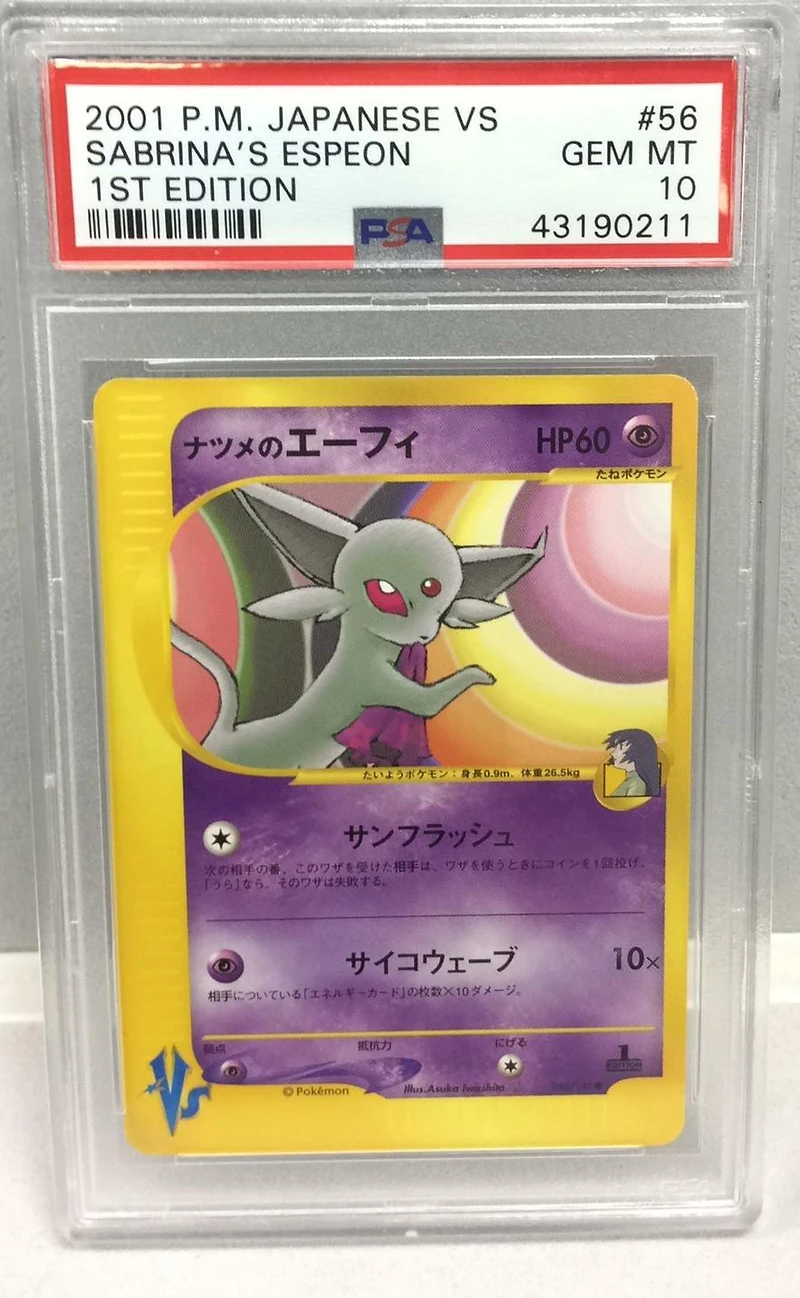 2001 P.M. JAPANESE VS #56
SABRINA'S ESPEON GEM MT
1ST EDITION 10
PSA 43190211
ナツメのエーフィ HP60
たねポケモン
たいようポケモン：身長0.9m、体重26.5kg
サンフラッシュ
次の相手の番、このワザを受けた相手は、ワザを使うときにコインを1回投げ、
「うら」なら、そのワザは失敗する。
サイコウェーブ 10×
相手についている「エネルギーカード」の枚数×10ダメージ。
弱点 抵抗力 にげる
1
EDITION
VS
© Pokémon Illus.Asuka Iwashita